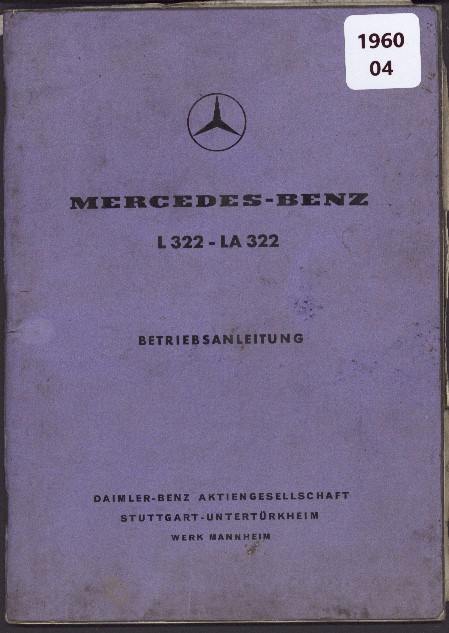 1960
04
MERCEDES-BENZ
L 322 - LA 322
BETRIEBSANLEITUNG
DAIMLER-BENZ AKTIENGESELLSCHAFT
STUTTGART-UNTERTÜRKHEIM
WERK MANNHEIM